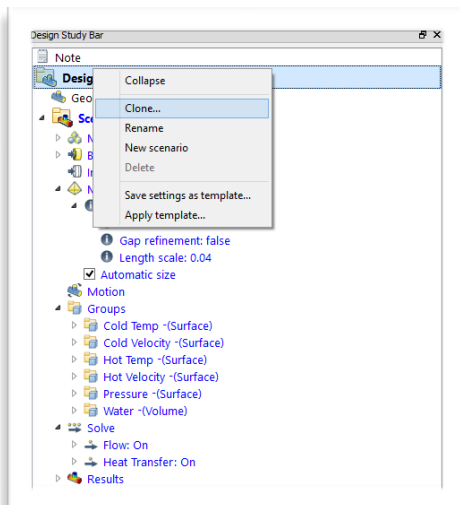 Design Study Bar
Note
Desig
Collapse
Geo
Clone...
Sce
Rename
N
New scenario
B
Delete
In
Save settings as template...
N
Apply template...
Gap refinement: false
Length scale: 0.04
Automatic size
Motion
Groups
Cold Temp -(Surface)
Cold Velocity -(Surface)
Hot Temp -(Surface)
Hot Velocity -(Surface)
Pressure -(Surface)
Water -(Volume)
Solve
Flow: On
Heat Transfer: On
Results